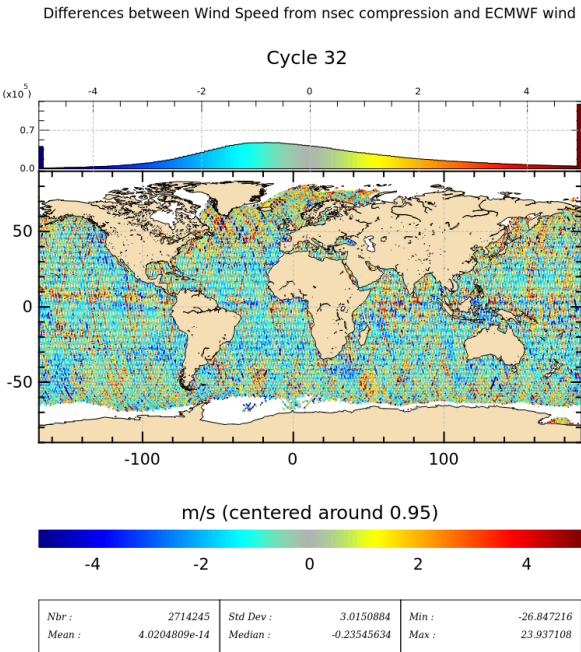 Differences between Wind Speed from nsec compression and ECMWF wind
Cycle 32
(x10^5) -4 -2 0 2 4
0.7
0.0
50
0
-50
-100 0 100
m/s (centered around 0.95)
-4 -2 0 2 4
Nbr : 2714245 Std Dev : 3.0150884 Min : -26.847216
Mean : 4.0204809e-14 Median : -0.23545634 Max : 23.937108